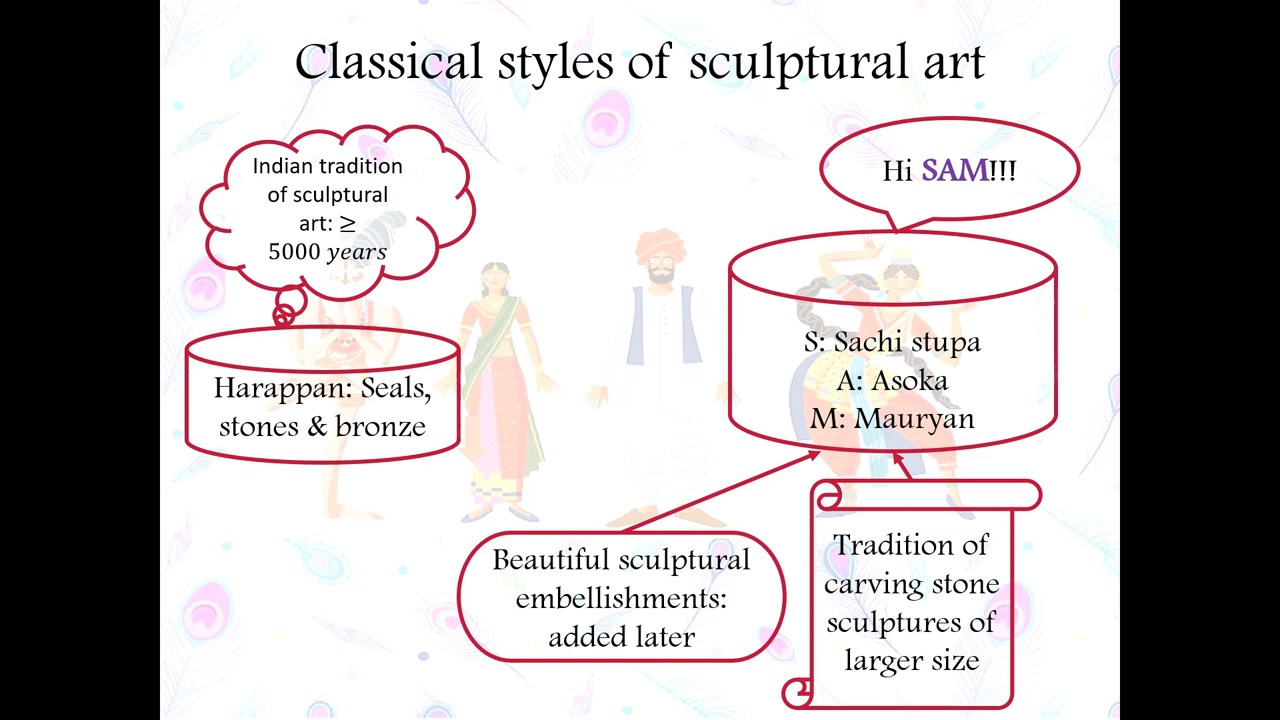 Classical styles of sculptural art
Indian tradition
of sculptural
art: ≥
5000 years
Harappan: Seals,
stones & bronze
Hi SAM!!!
S: Sachi stupa
A: Asoka
M: Mauryan
Beautiful sculptural
embellishments:
added later
Tradition of
carving stone
sculptures of
larger size